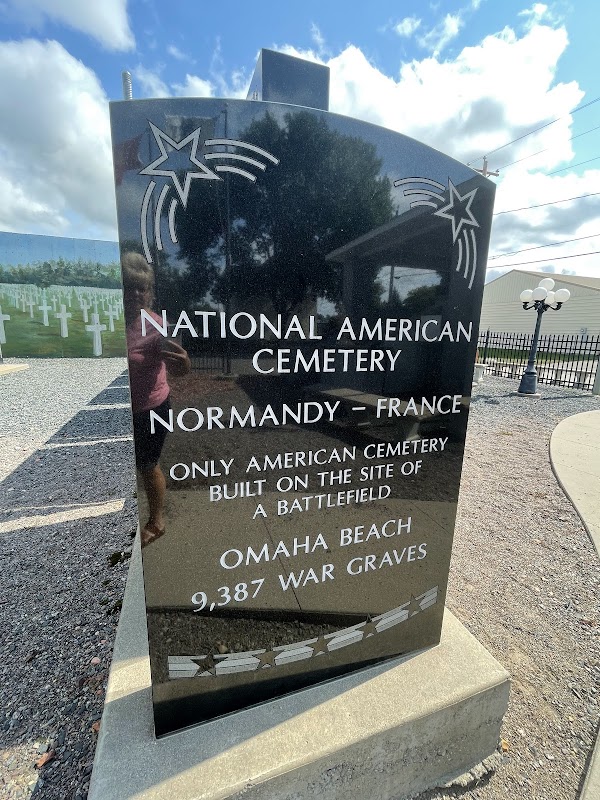 NATIONAL AMERICAN
CEMETERY
NORMANDY – FRANCE
ONLY AMERICAN CEMETERY
BUILT ON THE SITE OF
A BATTLEFIELD
OMAHA BEACH
9,387 WAR GRAVES